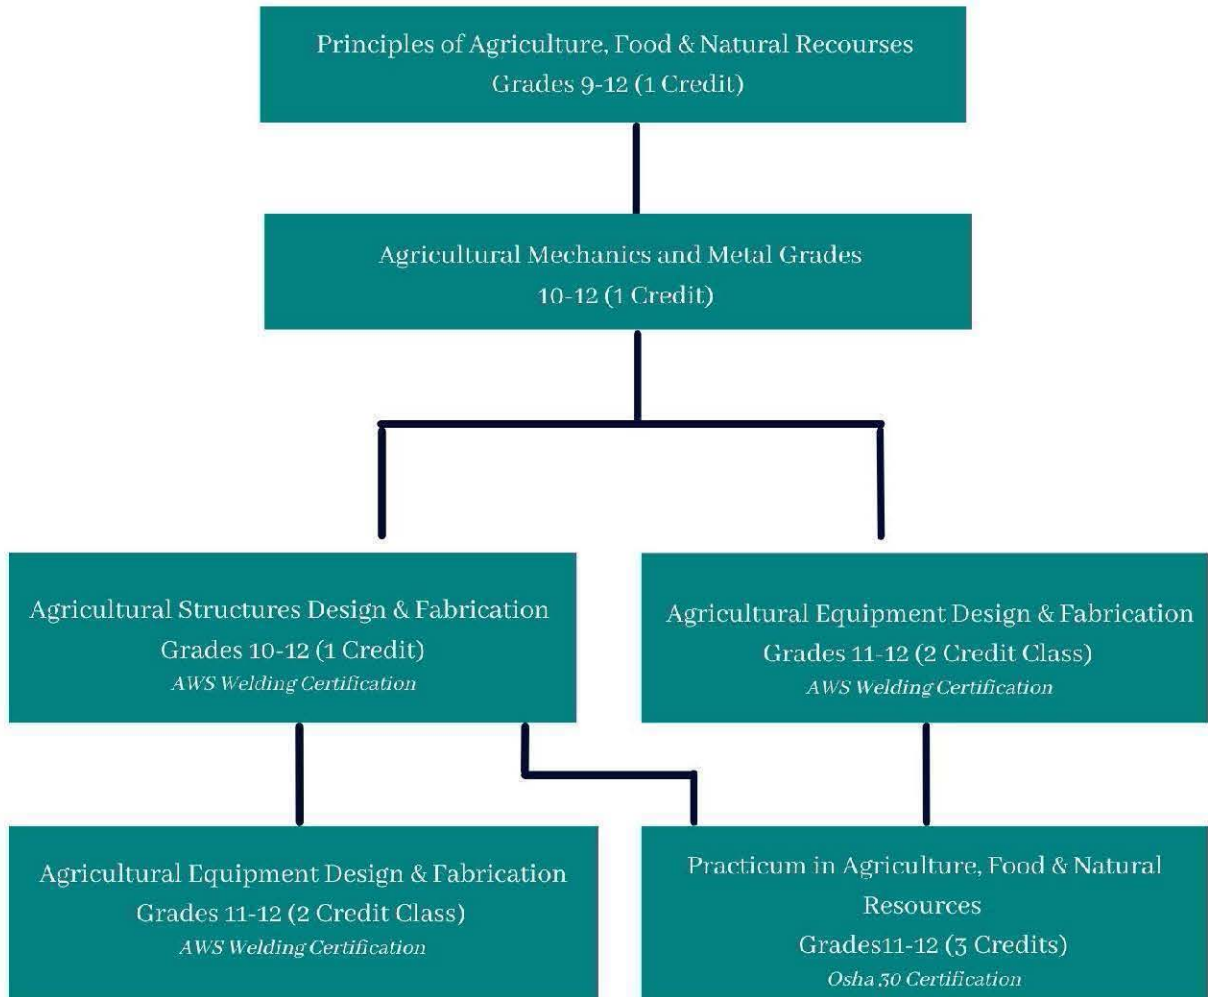 Principles of Agriculture, Food & Natural Recourses
Grades 9-12 (1 Credit)
Agricultural Mechanics and Metal Grades
10-12 (1 Credit)
Agricultural Structures Design & Fabrication
Grades 10-12 (1 Credit)
AWS Welding Certification
Agricultural Equipment Design & Fabrication
Grades 11-12 (2 Credit Class)
AWS Welding Certification
Agricultural Equipment Design & Fabrication
Grades 11-12 (2 Credit Class)
AWS Welding Certification
Practicum in Agriculture, Food & Natural
Resources
Grades11-12 (3 Credits)
Osha 30 Certification